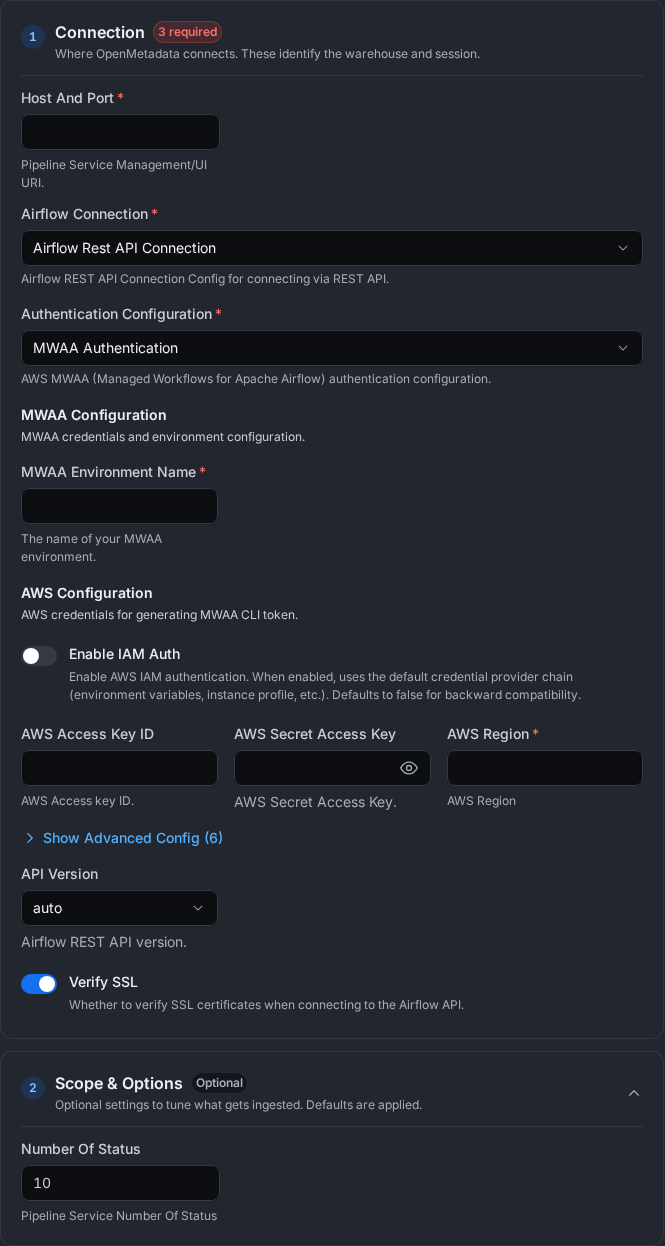 1
Connection 3 required
Where OpenMetadata connects. These identify the warehouse and session.
Host And Port *
Pipeline Service Management/UI
URI.
Airflow Connection *
Airflow Rest API Connection
Airflow REST API Connection Config for connecting via REST API.
Authentication Configuration *
MWAA Authentication
AWS MWAA (Managed Workflows for Apache Airflow) authentication configuration.
MWAA Configuration
MWAA credentials and environment configuration.
MWAA Environment Name *
The name of your MWAA
environment.
AWS Configuration
AWS credentials for generating MWAA CLI token.
Enable IAM Auth
Enable AWS IAM authentication. When enabled, uses the default credential provider chain
(environment variables, instance profile, etc.). Defaults to false for backward compatibility.
AWS Access Key ID AWS Secret Access Key AWS Region *
AWS Access key ID. AWS Secret Access Key. AWS Region
Show Advanced Config (6)
API Version
auto
Airflow REST API version.
Verify SSL
Whether to verify SSL certificates when connecting to the Airflow API.
2
Scope & Options Optional
Optional settings to tune what gets ingested. Defaults are applied.
Number Of Status
10
Pipeline Service Number Of Status